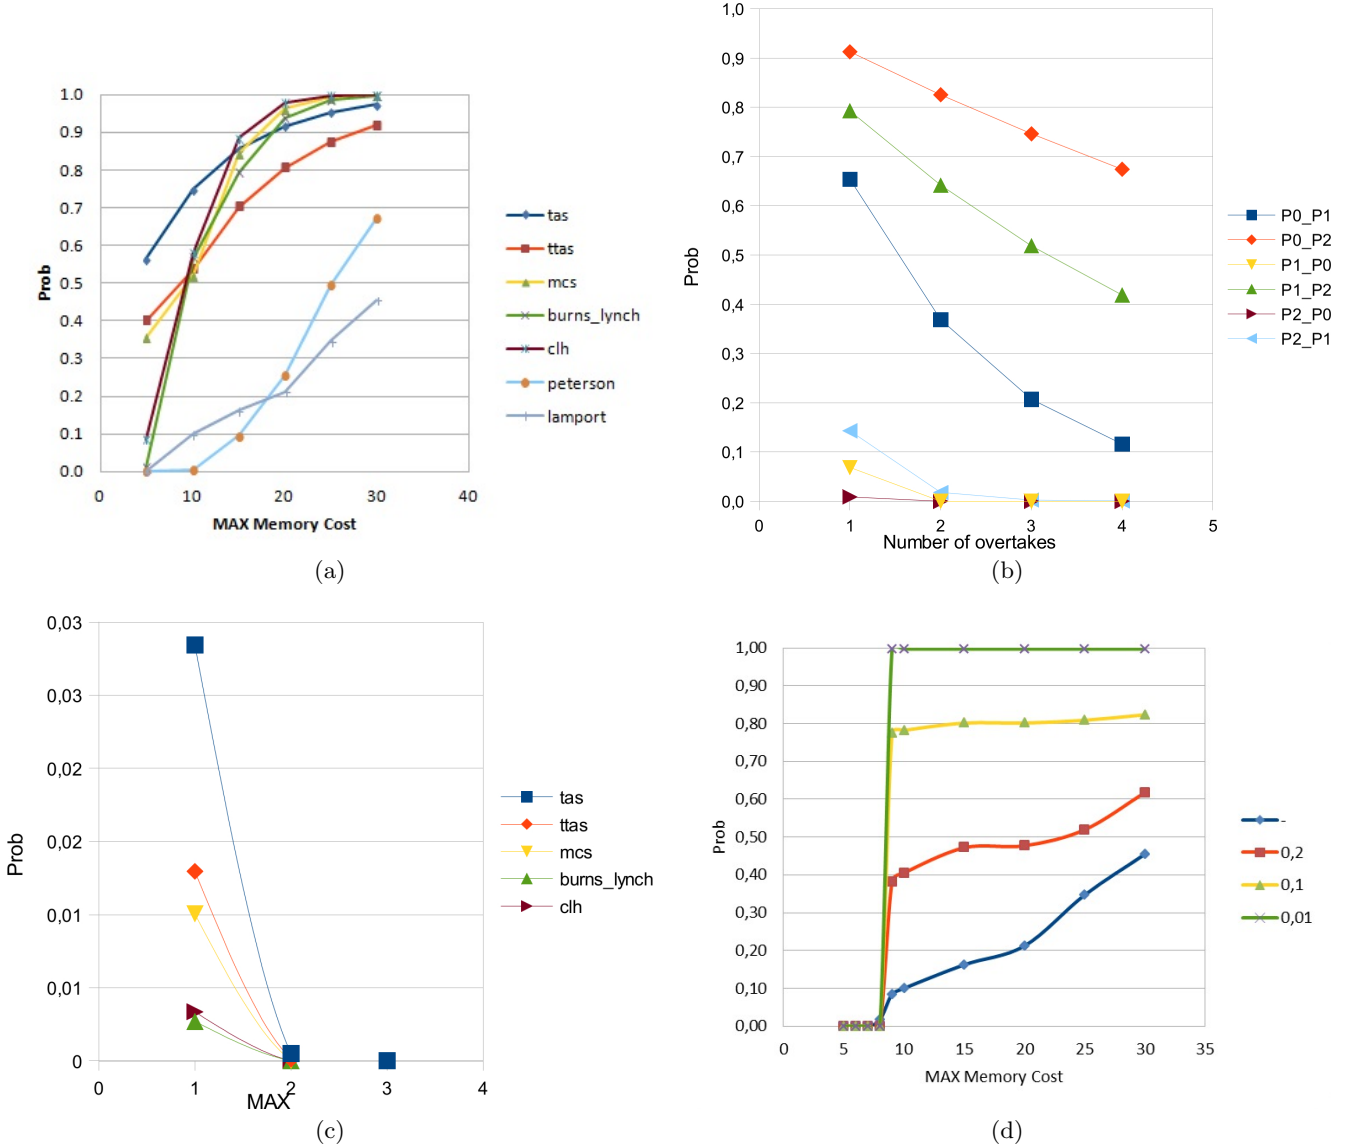 1.0
0.9
0.8
0.7
0.6
0.5
0.4
0.3
0.2
0.1
0.0
Prob
0 10 20 30 40
MAX Memory Cost
tas
ttas
mcs
burns_lynch
clh
peterson
lamport
(a)
1,0
0,9
0,8
0,7
0,6
0,5
0,4
0,3
0,2
0,1
0,0
Prob
0 1 2 3 4 5
Number of overtakes
P0_P1
P0_P2
P1_P0
P1_P2
P2_P0
P2_P1
(b)
0,03
0,03
0,02
0,02
0,01
0,01
0
Prob
0 1 2 3 4
MAX
tas
ttas
mcs
burns_lynch
clh
(c)
1,00
0,90
0,80
0,70
0,60
0,50
0,40
0,30
0,20
0,10
0,00
Prob
0 5 10 15 20 25 30 35
MAX Memory Cost
-
0,2
0,1
0,01
(d)